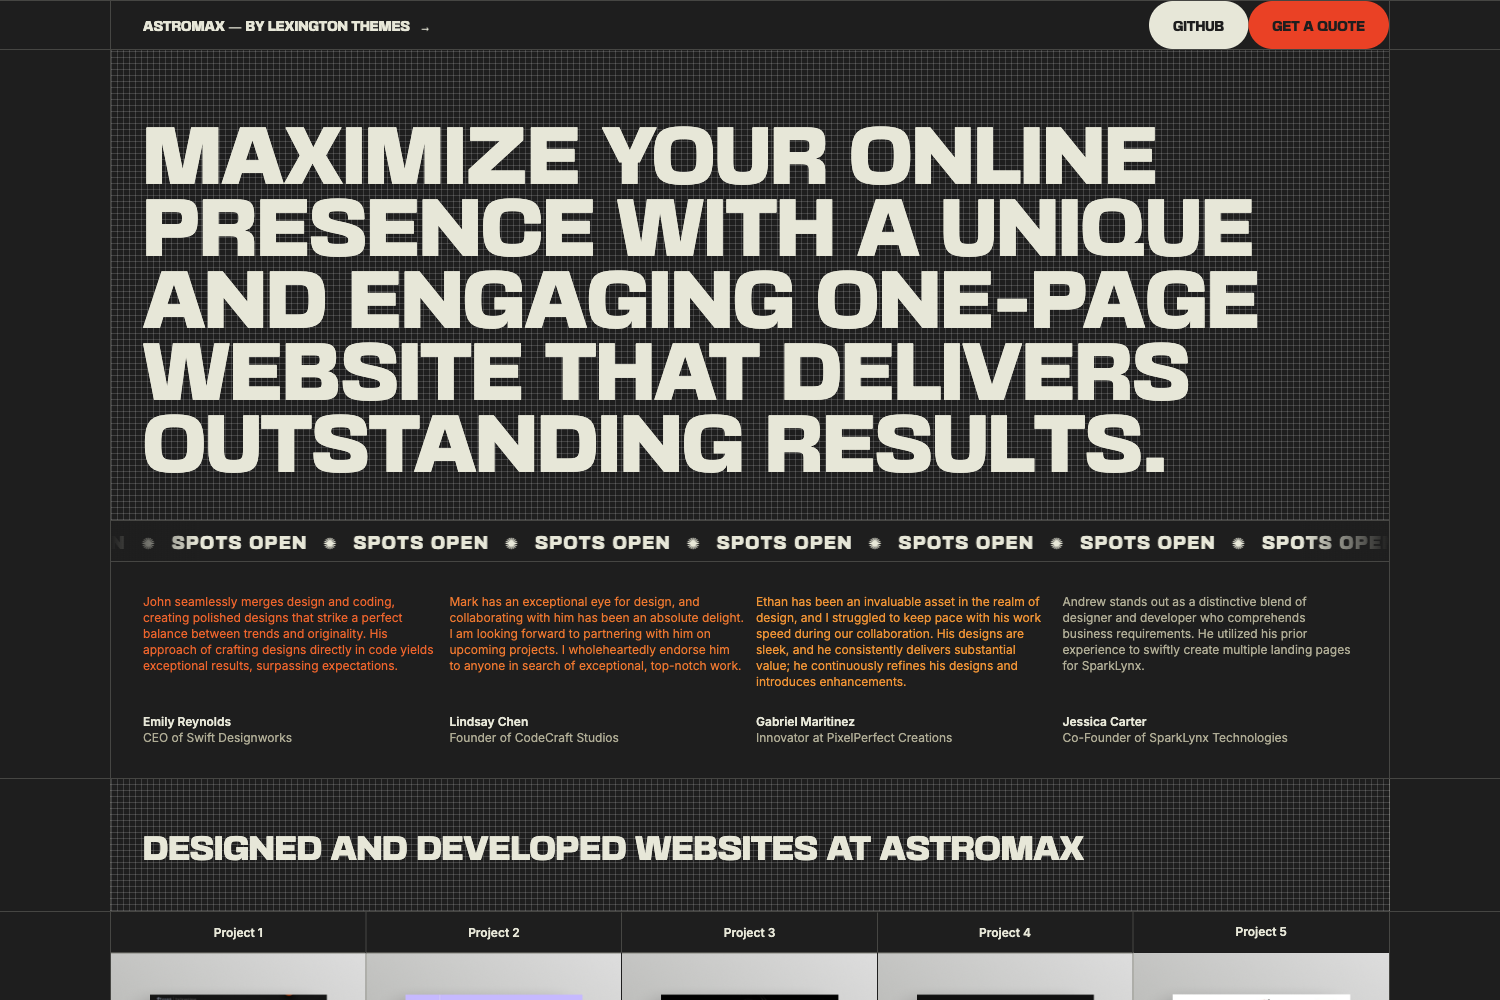 ASTROMAX — BY LEXINGTON THEMES →
GITHUB
GET A QUOTE
MAXIMIZE YOUR ONLINE
PRESENCE WITH A UNIQUE
AND ENGAGING ONE-PAGE
WEBSITE THAT DELIVERS
OUTSTANDING RESULTS.
N ✺ SPOTS OPEN ✺ SPOTS OPEN ✺ SPOTS OPEN ✺ SPOTS OPEN ✺ SPOTS OPEN ✺ SPOTS OPEN ✺ SPOTS OPEN
John seamlessly merges design and coding,
creating polished designs that strike a perfect
balance between trends and originality. His
approach of crafting designs directly in code yields
exceptional results, surpassing expectations.
Emily Reynolds
CEO of Swift Designworks
Mark has an exceptional eye for design, and
collaborating with him has been an absolute delight.
I am looking forward to partnering with him on
upcoming projects. I wholeheartedly endorse him
to anyone in search of exceptional, top-notch work.
Lindsay Chen
Founder of CodeCraft Studios
Ethan has been an invaluable asset in the realm of
design, and I struggled to keep pace with his work
speed during our collaboration. His designs are
sleek, and he consistently delivers substantial
value; he continuously refines his designs and
introduces enhancements.
Gabriel Maritinez
Innovator at PixelPerfect Creations
Andrew stands out as a distinctive blend of
designer and developer who comprehends
business requirements. He utilized his prior
experience to swiftly create multiple landing pages
for SparkLynx.
Jessica Carter
Co-Founder of SparkLynx Technologies
DESIGNED AND DEVELOPED WEBSITES AT ASTROMAX
Project 1
Project 2
Project 3
Project 4
Project 5